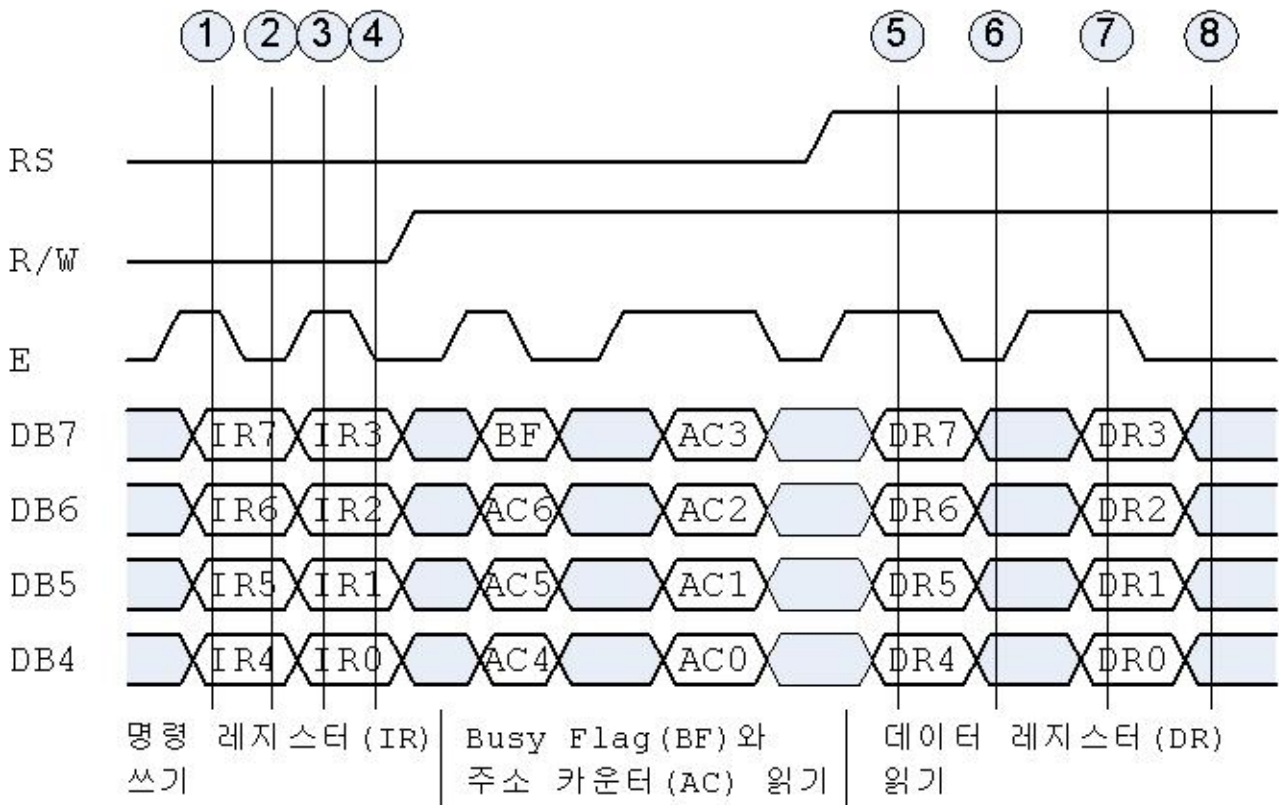 1 2 3 4 5 6 7 8
RS
R/W
E
DB7 IR7 IR3 BF AC3 DR7 DR3
DB6 IR6 IR2 AC6 AC2 DR6 DR2
DB5 IR5 IR1 AC5 AC1 DR5 DR1
DB4 IR4 IR0 AC4 AC0 DR4 DR0
명령 레지스터(IR)
쓰기
Busy Flag(BF)와
주소 카운터(AC) 읽기
데이터 레지스터(DR)
읽기